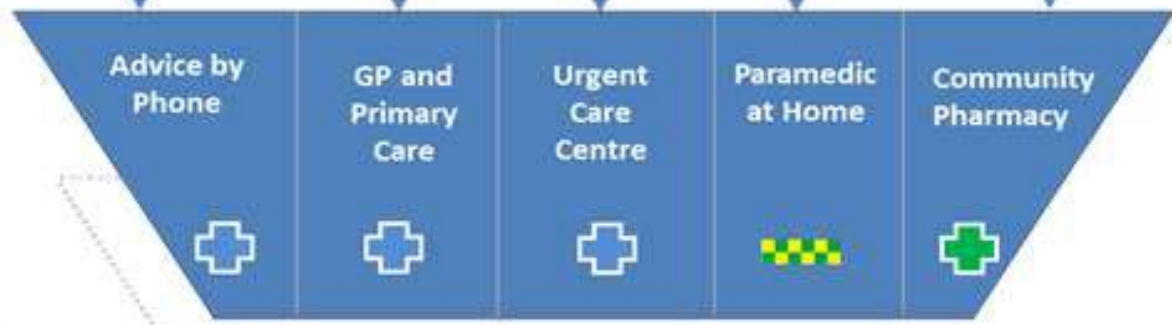 Advice by
Phone
GP and
Primary
Care
Urgent
Care
Centre
Paramedic
at Home
Community
Pharmacy